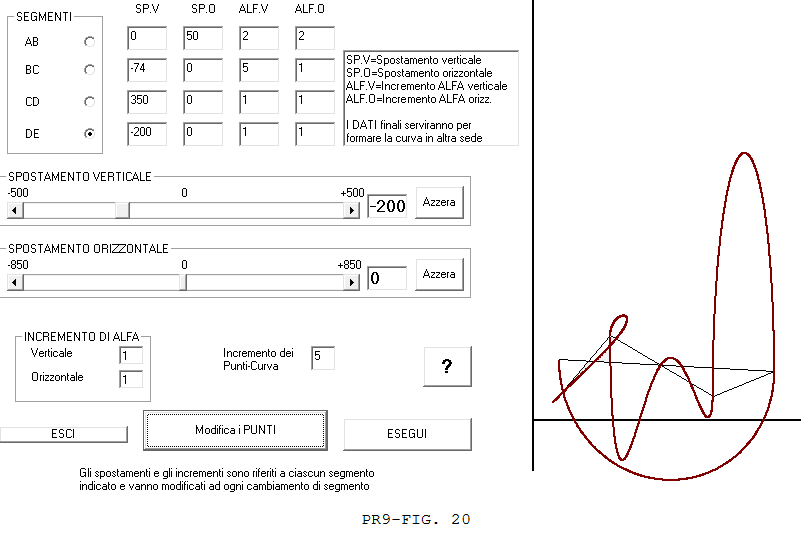 SEGMENTI
SP.V SP.O ALF.V ALF.O
AB 0 50 2 2
BC -74 0 5 1
CD 350 0 1 1
DE -200 0 1 1
SP.V=Spostamento verticale
SP.O=Spostamento orizzontale
ALF.V=Incremento ALFA verticale
ALF.O=Incremento ALFA orizz.
I DATI finali serviranno per
formare la curva in altra sede
SPOSTAMENTO VERTICALE
-500 0 +500
-200 Azzera
SPOSTAMENTO ORIZZONTALE
-850 0 +850
0 Azzera
INCREMENTO DI ALFA
Verticale 1
Orizzontale 1
Incremento dei
Punti-Curva
5
?
ESCI
Modifica i PUNTI
ESEGUI
Gli spostamenti e gli incrementi sono riferiti a ciascun segmento
indicato e vanno modificati ad ogni cambiamento di segmento
PR9-FIG. 20